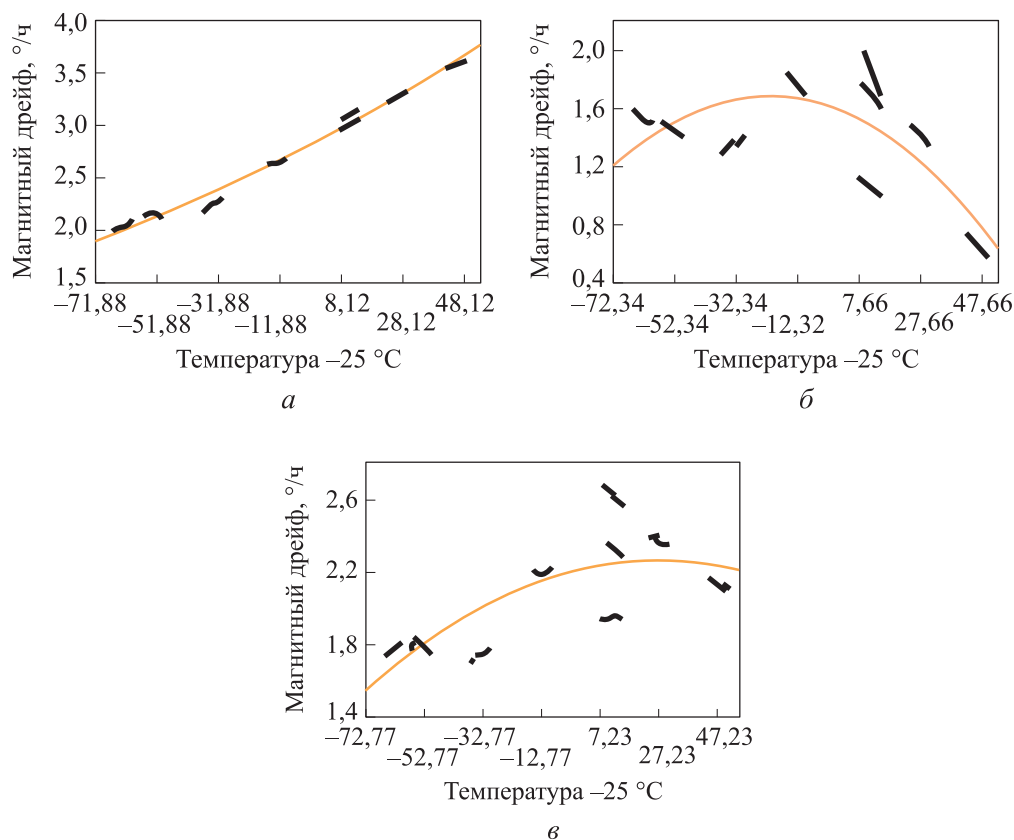 Магнитный дрейф, °/ч
4,0
3,5
3,0
2,5
2,0
1,5
–71,88 –31,88 8,12 48,12
–51,88 –11,88 28,12
Температура –25 °C
а
Магнитный дрейф, °/ч
2,0
1,6
1,2
0,8
0,4
–72,34 –32,34 7,66 47,66
–52,34 –12,32 27,66
Температура –25 °C
б
Магнитный дрейф, °/ч
2,6
2,2
1,8
1,4
–72,77 –32,77 7,23 47,23
–52,77 –12,77 27,23
Температура –25 °C
в